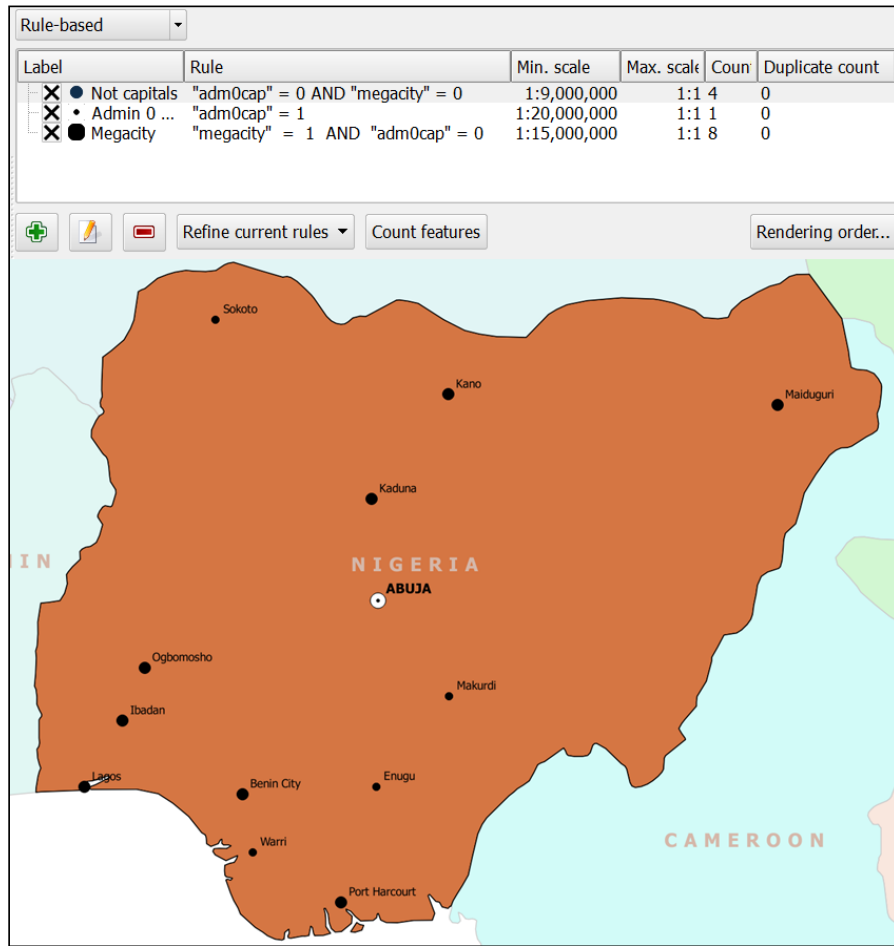 Rule-based
Label Rule Min. scale Max. scale Coun Duplicate count
Not capitals "adm0cap" = 0 AND "megacity" = 0 1:9,000,000 1:1 4 0
Admin 0 ... "adm0cap" = 1 1:20,000,000 1:1 1 0
Megacity "megacity" = 1 AND "adm0cap" = 0 1:15,000,000 1:1 8 0
Refine current rules Count features Rendering order...
Sokoto
Kano
Maiduguri
Kaduna
IN
NIGERIA
ABUJA
Ogbomosho
Makurdi
Ibadan
Lagos
Benin City
Enugu
Warri
CAMEROON
Port Harcourt